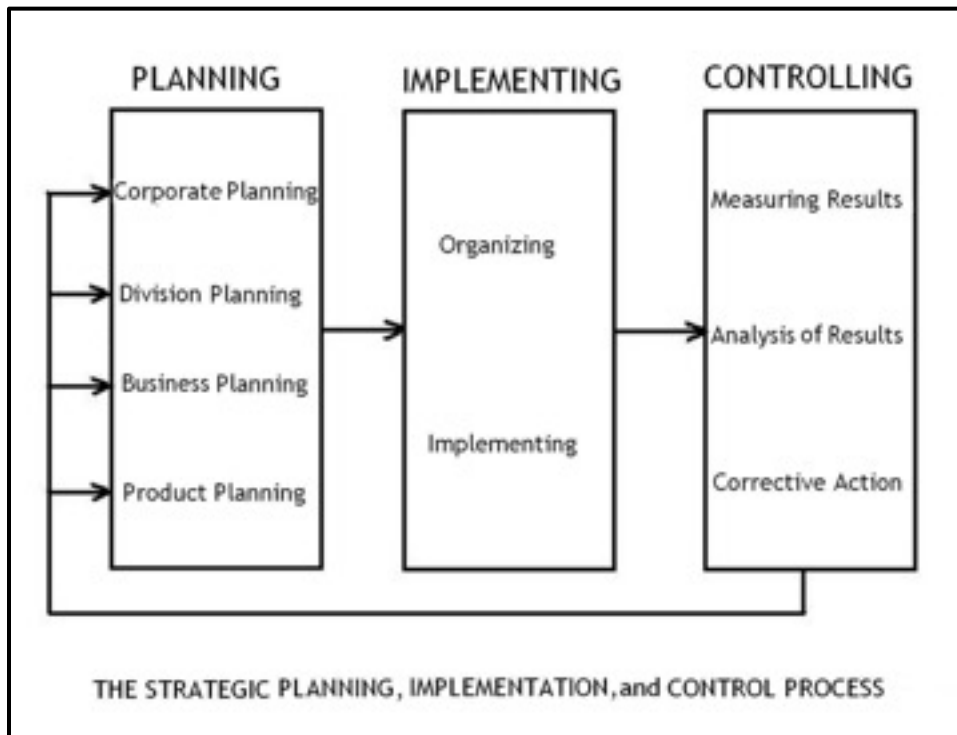 PLANNING
IMPLEMENTING
CONTROLLING
Corporate Planning
Division Planning
Business Planning
Product Planning
Organizing
Implementing
Measuring Results
Analysis of Results
Corrective Action
THE STRATEGIC PLANNING, IMPLEMENTATION, and CONTROL PROCESS